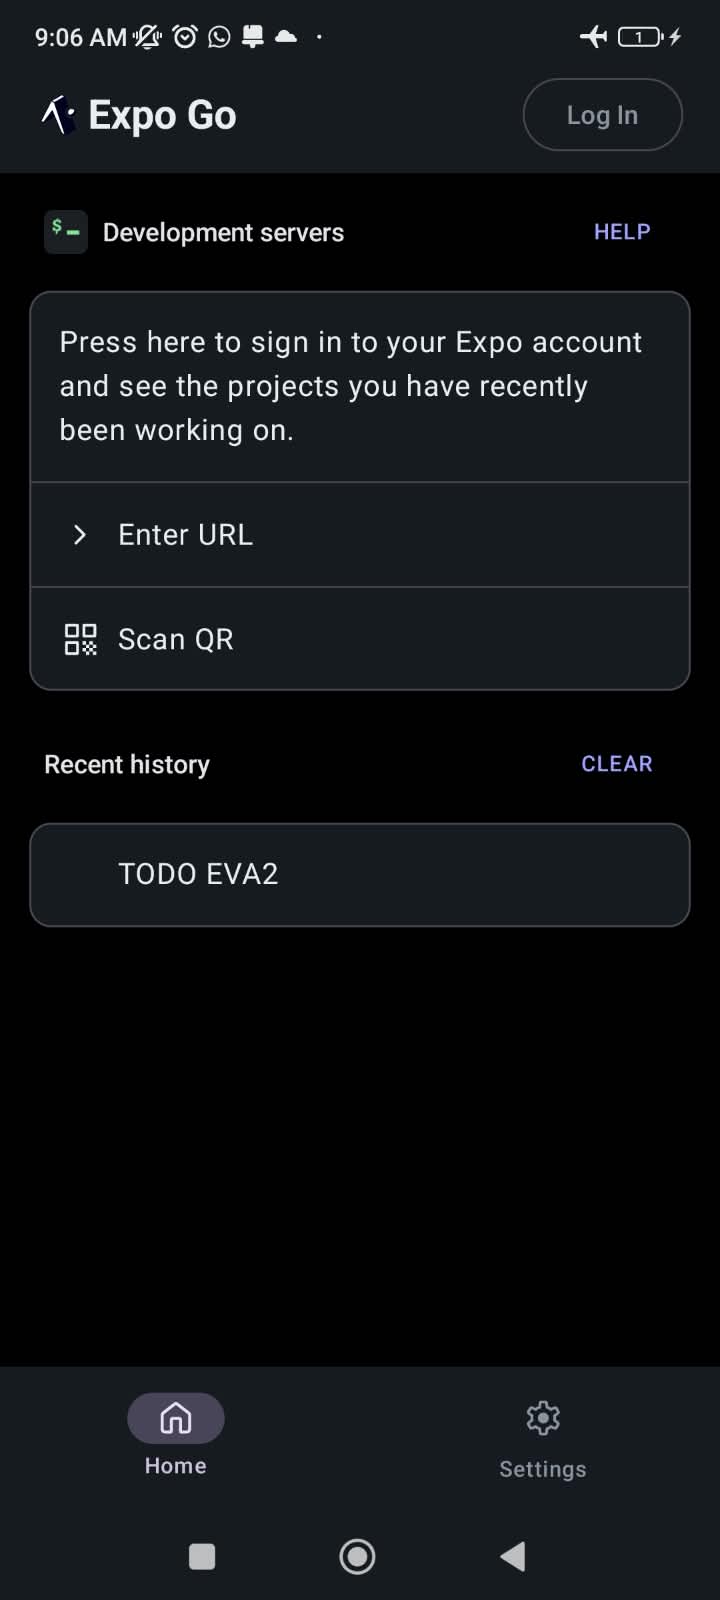 9:06 AM
1
Expo Go
Log In
$
Development servers
HELP
Press here to sign in to your Expo account
and see the projects you have recently
been working on.
Enter URL
Scan QR
Recent history
CLEAR
TODO EVA2
Home
Settings